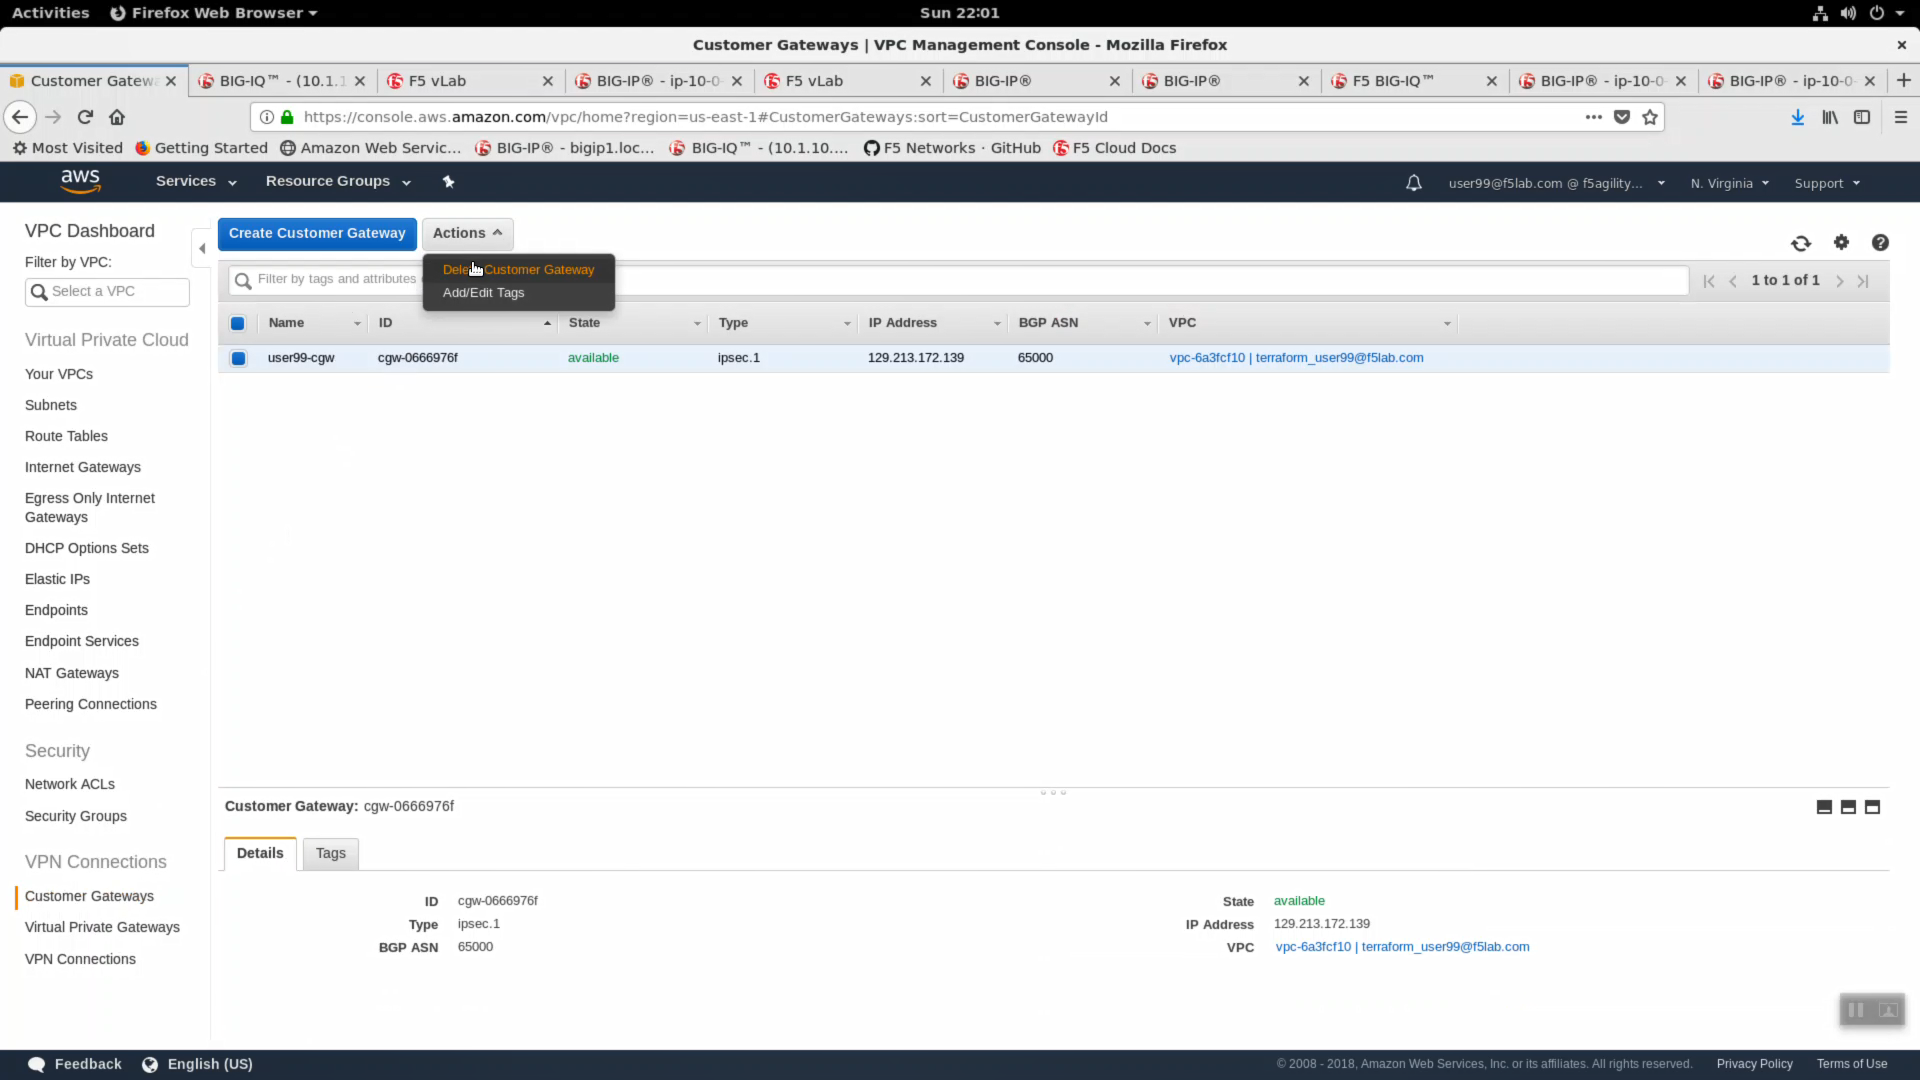 Activities Firefox Web Browser Sun 22:01
Customer Gateways | VPC Management Console - Mozilla Firefox
Customer Gatew BIG-IQ™ - (10.1.1 F5 vLab BIG-IP® - ip-10-0- F5 vLab BIG-IP® BIG-IP® F5 BIG-IQ™ BIG-IP® - ip-10-0- BIG-IP® - ip-10-0-
https://console.aws.amazon.com/vpc/home?region=us-east-1#CustomerGateways:sort=CustomerGatewayId
Most Visited Getting Started Amazon Web Servic... BIG-IP® - bigip1.loc... BIG-IQ™ - (10.1.10.... F5 Networks · GitHub F5 Cloud Docs
aws Services Resource Groups user99@f5lab.com @ f5agility... N. Virginia Support
VPC Dashboard
Filter by VPC:
Select a VPC
Virtual Private Cloud
Your VPCs
Subnets
Route Tables
Internet Gateways
Egress Only Internet
Gateways
DHCP Options Sets
Elastic IPs
Endpoints
Endpoint Services
NAT Gateways
Peering Connections
Security
Network ACLs
Security Groups
VPN Connections
Customer Gateways
Virtual Private Gateways
VPN Connections
Create Customer Gateway Actions
Customer Gateway
Add/Edit Tags
Filter by tags and attributes 1 to 1 of 1
Name ID State Type IP Address BGP ASN VPC
user99-cgw cgw-0666976f available ipsec.1 129.213.172.139 65000 vpc-6a3fcf10 | terraform_user99@f5lab.com
Customer Gateway: cgw-0666976f
Details Tags
ID cgw-0666976f State available
Type ipsec.1 IP Address 129.213.172.139
BGP ASN 65000 VPC vpc-6a3fcf10 | terraform_user99@f5lab.com
Feedback English (US) © 2008 - 2018, Amazon Web Services, Inc. or its affiliates. All rights reserved. Privacy Policy Terms of Use